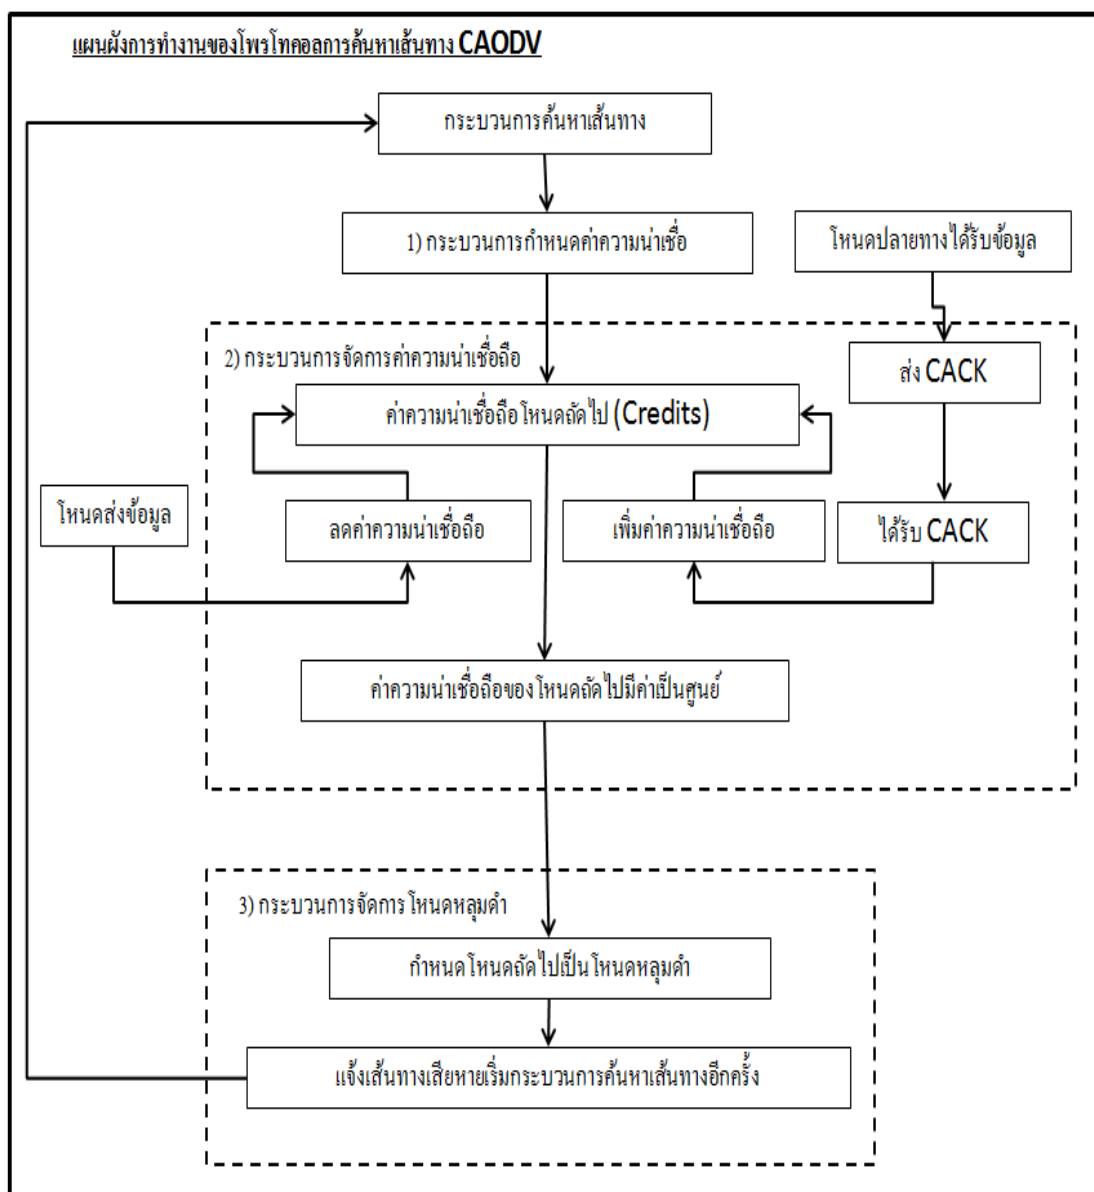 แผนผังการทำงานของโพรโทคอลการค้นหาเส้นทาง CAODV
กระบวนการค้นหาเส้นทาง
1) กระบวนการกำหนดค่าความน่าเชื่อ
โหนดปลายทางได้รับข้อมูล
2) กระบวนการจัดการค่าความน่าเชื่อถือ
ส่ง CACK
ค่าความน่าเชื่อถือโหนดถัดไป (Credits)
โหนดส่งข้อมูล
ลดค่าความน่าเชื่อถือ
เพิ่มค่าความน่าเชื่อถือ
ได้รับ CACK
ค่าความน่าเชื่อถือของโหนดถัดไปมีค่าเป็นศูนย์
3) กระบวนการจัดการโหนดหลุมดำ
กำหนดโหนดถัดไปเป็นโหนดหลุมดำ
แจ้งเส้นทางเสียหายเริ่มกระบวนการค้นหาเส้นทางอีกครั้ง